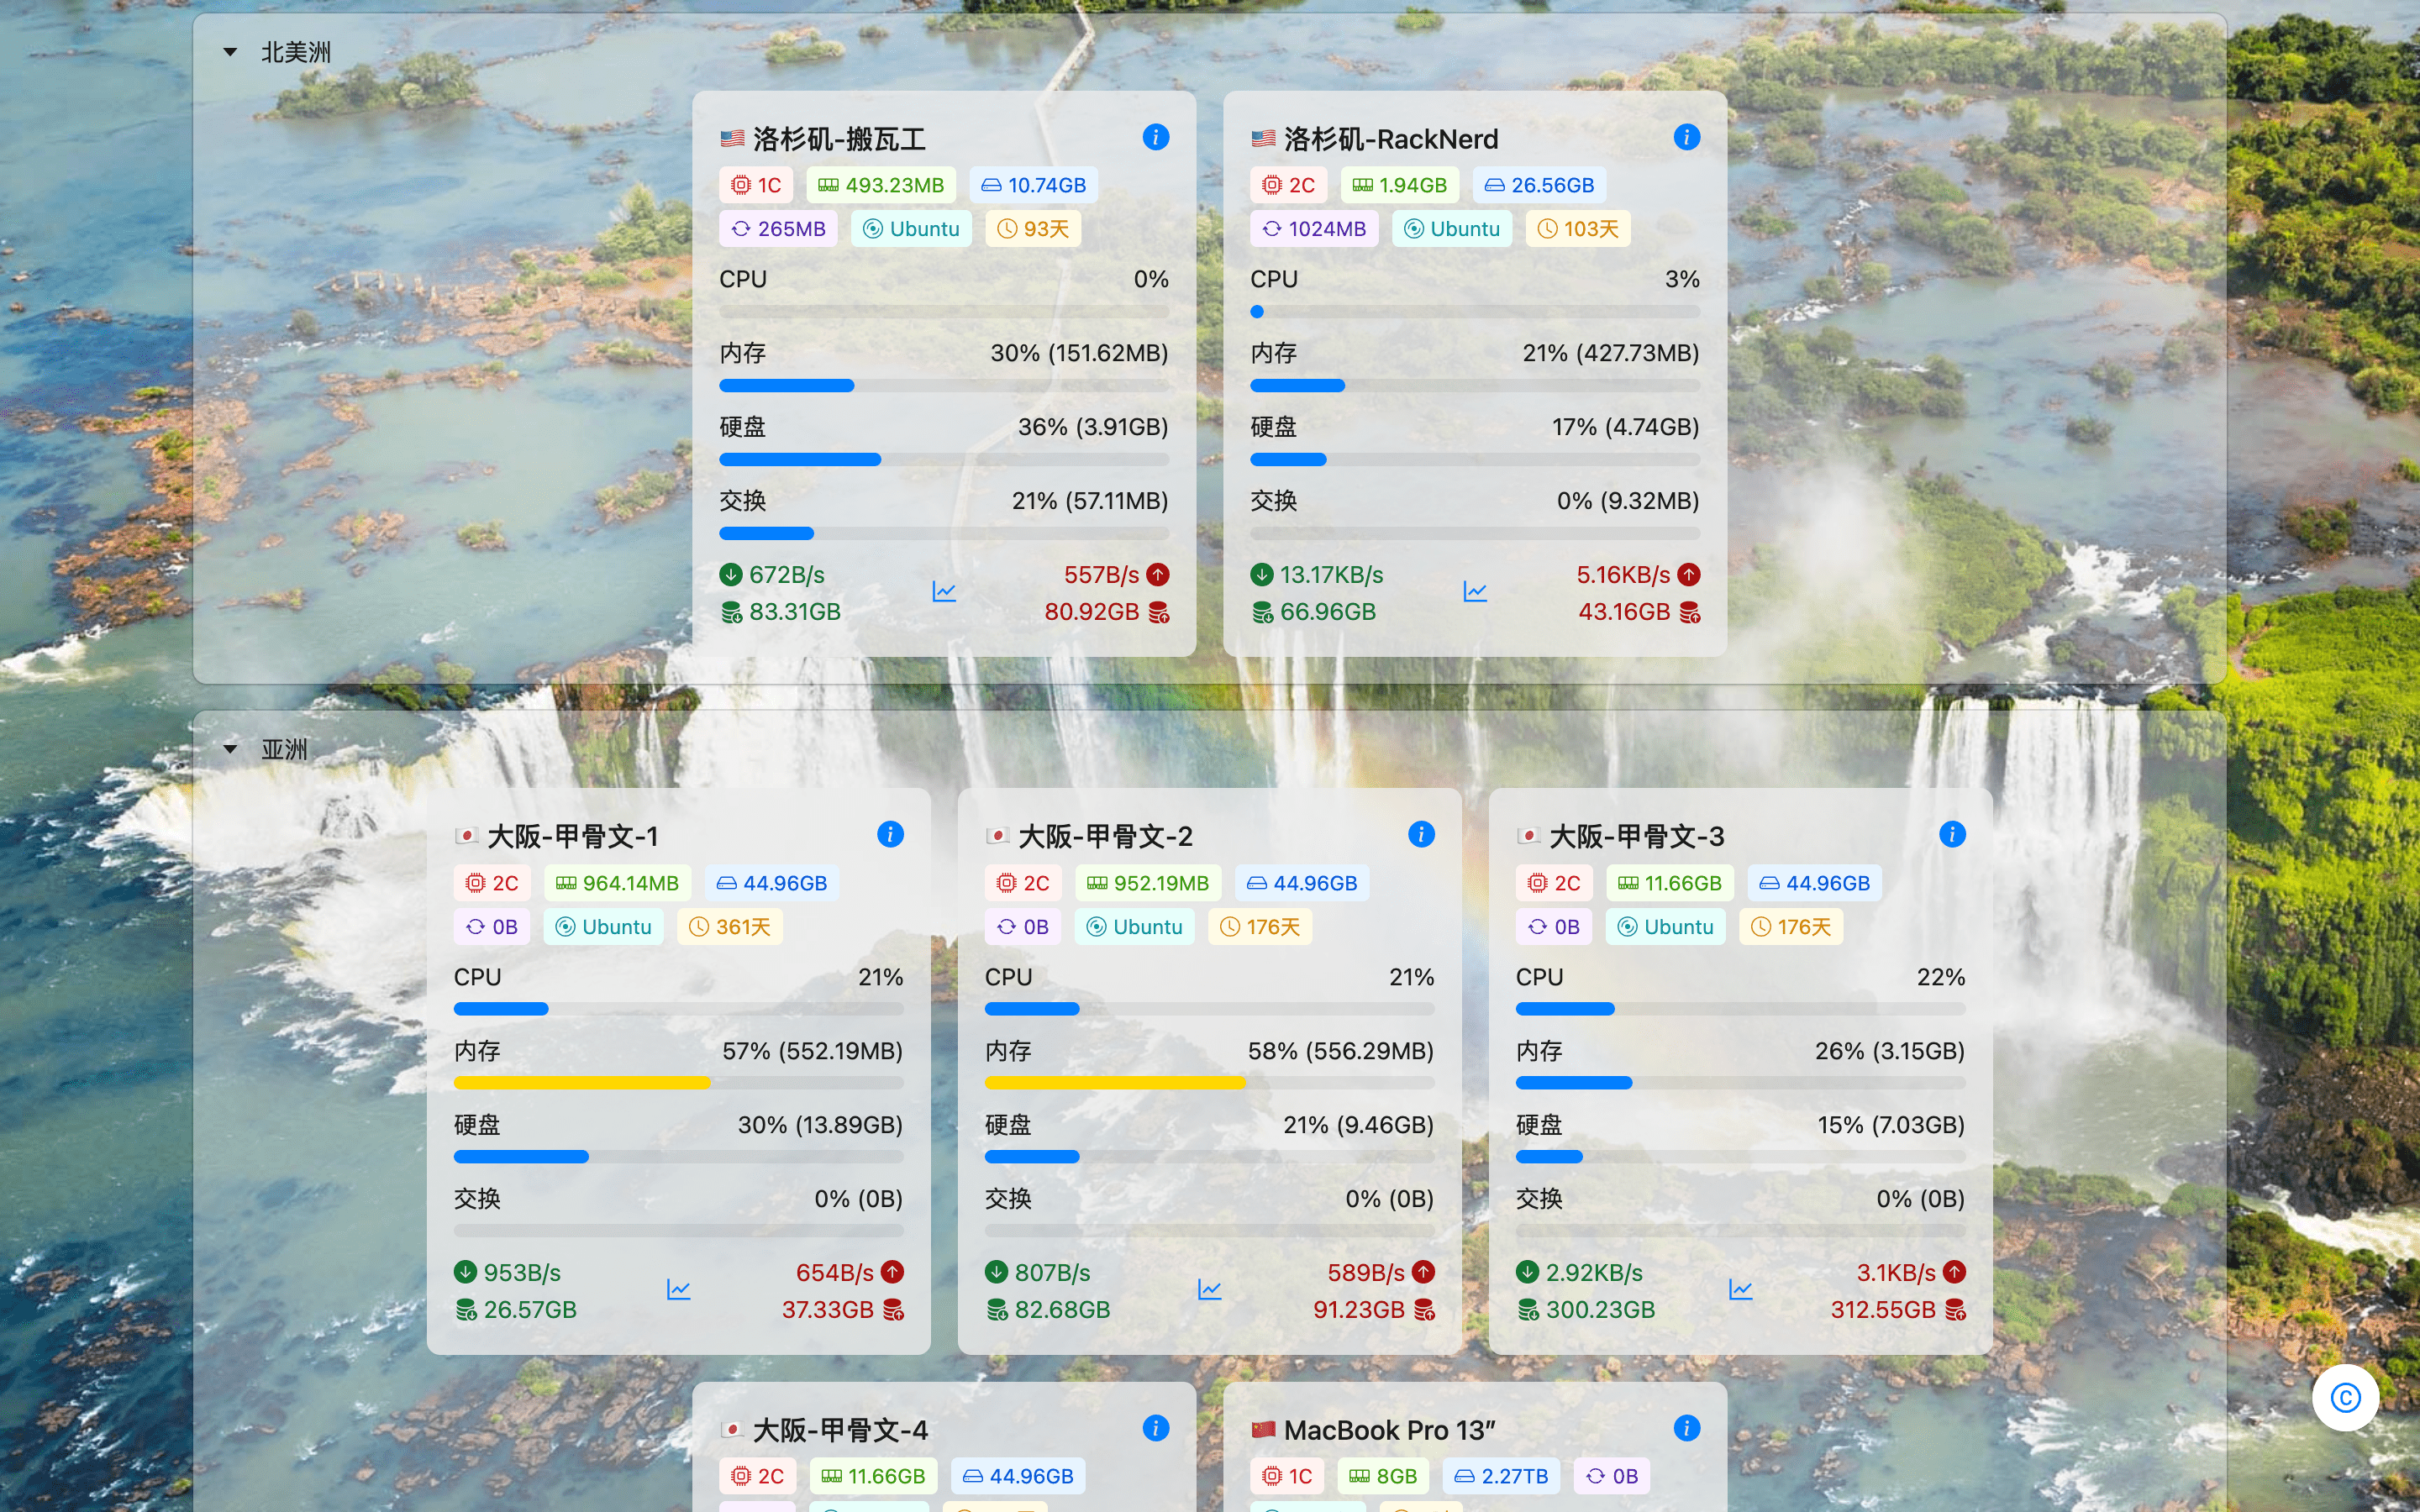 北美洲
洛杉矶-搬瓦工
1C 493.23MB 10.74GB
265MB Ubuntu 93天
CPU 0%
内存 30% (151.62MB)
硬盘 36% (3.91GB)
交换 21% (57.11MB)
672B/s 557B/s
83.31GB 80.92GB
洛杉矶-RackNerd
2C 1.94GB 26.56GB
1024MB Ubuntu 103天
CPU 3%
内存 21% (427.73MB)
硬盘 17% (4.74GB)
交换 0% (9.32MB)
13.17KB/s 5.16KB/s
66.96GB 43.16GB
亚洲
大阪-甲骨文-1
2C 964.14MB 44.96GB
0B Ubuntu 361天
CPU 21%
内存 57% (552.19MB)
硬盘 30% (13.89GB)
交换 0% (0B)
953B/s 654B/s
26.57GB 37.33GB
大阪-甲骨文-2
2C 952.19MB 44.96GB
0B Ubuntu 176天
CPU 21%
内存 58% (556.29MB)
硬盘 21% (9.46GB)
交换 0% (0B)
807B/s 589B/s
82.68GB 91.23GB
大阪-甲骨文-3
2C 11.66GB 44.96GB
0B Ubuntu 176天
CPU 22%
内存 26% (3.15GB)
硬盘 15% (7.03GB)
交换 0% (0B)
2.92KB/s 3.1KB/s
300.23GB 312.55GB
大阪-甲骨文-4
2C 11.66GB 44.96GB
MacBook Pro 13″
1C 8GB 2.27TB 0B
©